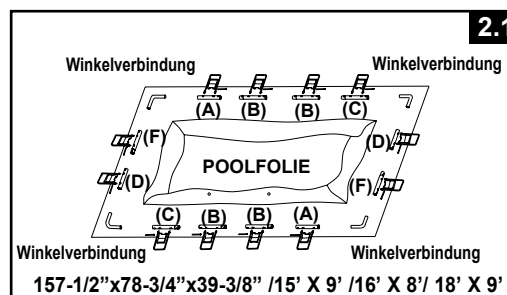 2.1
Winkelverbindung Winkelverbindung
(A) (B) (B) (C)
(F) (D)
POOLFOLIE
(D) (F)
(C) (B) (B) (A)
Winkelverbindung Winkelverbindung
157-1/2”x78-3/4”x39-3/8” /15’ X 9’ /16’ X 8’/ 18’ X 9’